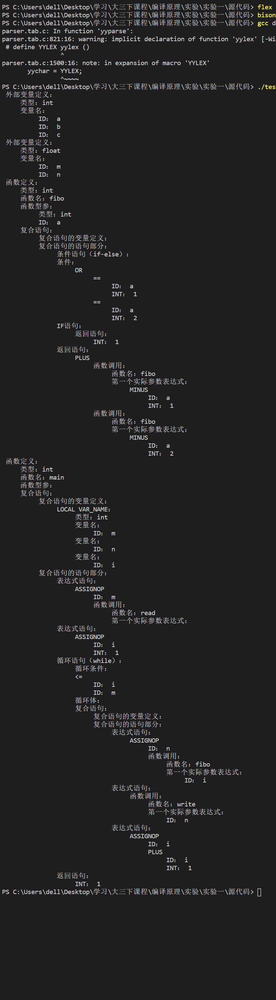 PS C:\Users\dell\Desktop\学习\大三下课程\编译原理\实验\实验一\源代码> flex
PS C:\Users\dell\Desktop\学习\大三下课程\编译原理\实验\实验一\源代码> bison
PS C:\Users\dell\Desktop\学习\大三下课程\编译原理\实验\实验一\源代码> gcc
parser.tab.c: In function 'yyparse':
parser.tab.c:821:16: warning: implicit declaration of function 'yylex'
# define YYLEX yylex ()
^
parser.tab.c:1500:16: note: in expansion of macro 'YYLEX'
yychar = YYLEX;
^~~~~
PS C:\Users\dell\Desktop\学习\大三下课程\编译原理\实验\实验一\源代码> ./tes
外部变量定义：
类型：int
变量名：
ID： a
ID： b
ID： c
外部变量定义：
类型：float
变量名：
ID： m
ID： n
函数定义：
类型：int
函数名：fibo
函数型参：
类型：int
ID： a
复合语句：
复合语句的变量定义：
复合语句的语句部分：
条件语句（if-else）：
条件：
OR
==
ID： a
INT： 1
==
ID： a
INT： 2
IF语句：
返回语句：
INT： 1
返回语句：
PLUS
函数调用：
函数名：fibo
第一个实际参数表达式：
MINUS
ID： a
INT： 1
函数调用：
函数名：fibo
第一个实际参数表达式：
MINUS
ID： a
INT： 2
函数定义：
类型：int
函数名：main
函数型参：
复合语句：
复合语句的变量定义：
LOCAL VAR_NAME：
类型：int
变量名：
ID： m
变量名：
ID： n
变量名：
ID： i
复合语句的语句部分：
表达式语句：
ASSIGNOP
ID： m
函数调用：
函数名：read
第一个实际参数表达式：
表达式语句：
ASSIGNOP
ID： i
INT： 1
循环语句（while）：
循环条件：
<=
ID： i
ID： m
循环体：
复合语句：
复合语句的变量定义：
复合语句的语句部分：
表达式语句：
ASSIGNOP
ID： n
函数调用：
函数名：fibo
第一个实际参数表达式：
ID： i
表达式语句：
函数调用：
函数名：write
第一个实际参数表达式：
ID： n
表达式语句：
ASSIGNOP
ID： i
PLUS
ID： i
INT： 1
返回语句：
INT： 1
PS C:\Users\dell\Desktop\学习\大三下课程\编译原理\实验\实验一\源代码>